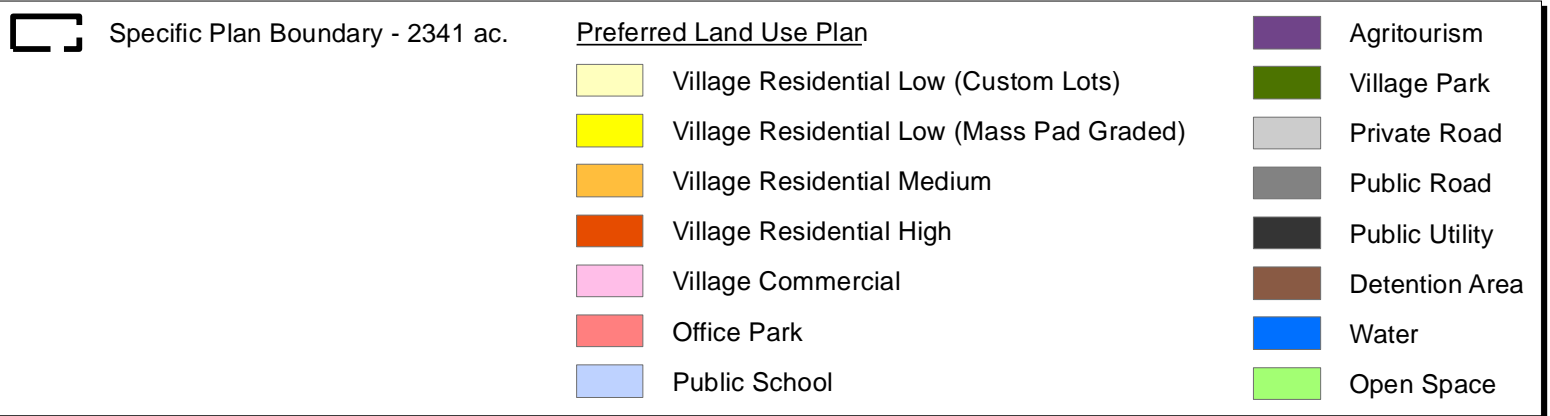 Specific Plan Boundary - 2341 ac.
Preferred Land Use Plan
Village Residential Low (Custom Lots)
Village Residential Low (Mass Pad Graded)
Village Residential Medium
Village Residential High
Village Commercial
Office Park
Public School
Agritourism
Village Park
Private Road
Public Road
Public Utility
Detention Area
Water
Open Space